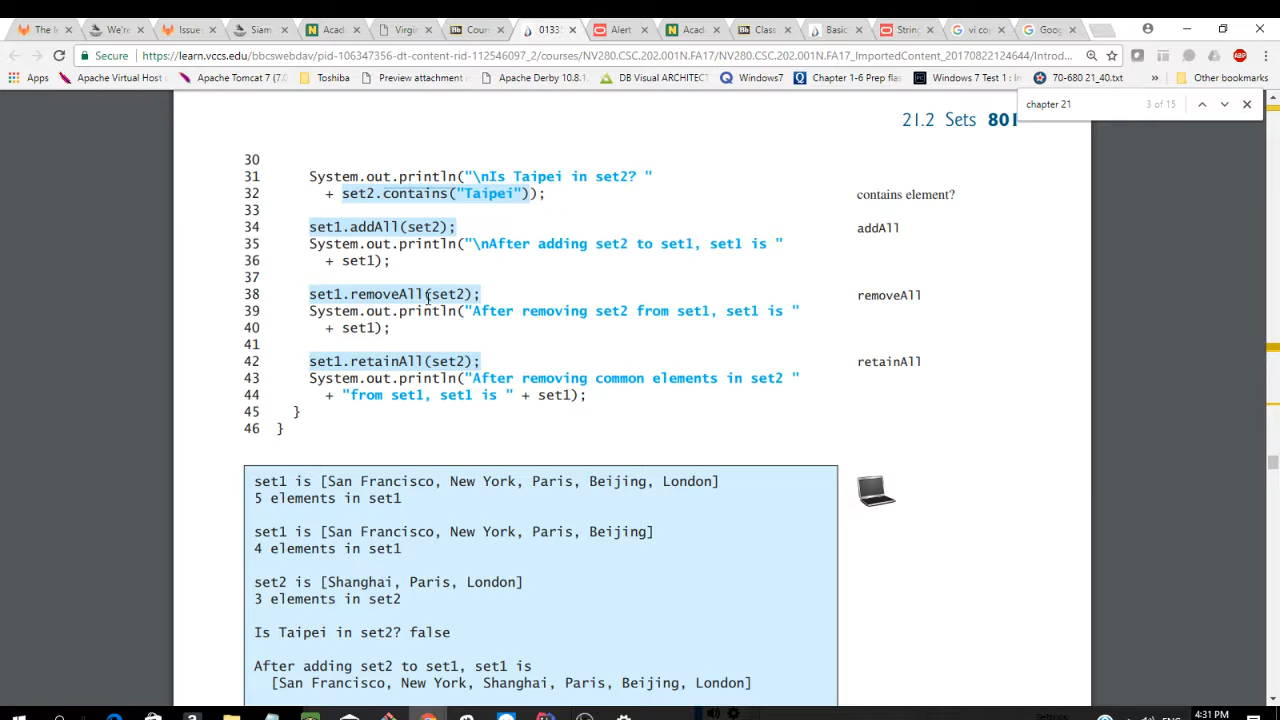 The I
We're
Issue
Siam
Acad
Virgin
Cours
0133
Alert
Acad
Class
Basic
String
vi cop
Goog
Secure
https://learn.vccs.edu/bbcswebdav/pid-106347366-dt-content-rid-112546097_2/courses/NV280.CSC.202.001N.FA17/NV280.CSC.202.001N.FA17_ImportedContent_20170822124644/Introd...
Apps
Apache Virtual Host
Apache Tomcat 7 (7.0
Toshiba
Preview attachment
Apache Derby 10.8.1.
DB Visual ARCHITECT
Windows7
Chapter 1-6 Prep flas
Windows 7 Test 1 : In
70-680 21_40.txt
»
Other bookmarks
chapter 21
3 of 15
21.2 Sets 801
30
31 System.out.println("\nIs Taipei in set2? "
32 + set2.contains("Taipei"));
contains element?
33
34 set1.addAll(set2);
addAll
35 System.out.println("\nAfter adding set2 to set1, set1 is "
36 + set1);
37
38 set1.removeAll(set2);
removeAll
39 System.out.println("After removing set2 from set1, set1 is "
40 + set1);
41
42 set1.retainAll(set2);
retainAll
43 System.out.println("After removing common elements in set2 "
44 + "from set1, set1 is " + set1);
45 }
46 }
set1 is [San Francisco, New York, Paris, Beijing, London]
5 elements in set1
set1 is [San Francisco, New York, Paris, Beijing]
4 elements in set1
set2 is [Shanghai, Paris, London]
3 elements in set2
Is Taipei in set2? false
After adding set2 to set1, set1 is
[San Francisco, New York, Shanghai, Paris, Beijing, London]
4:31 PM